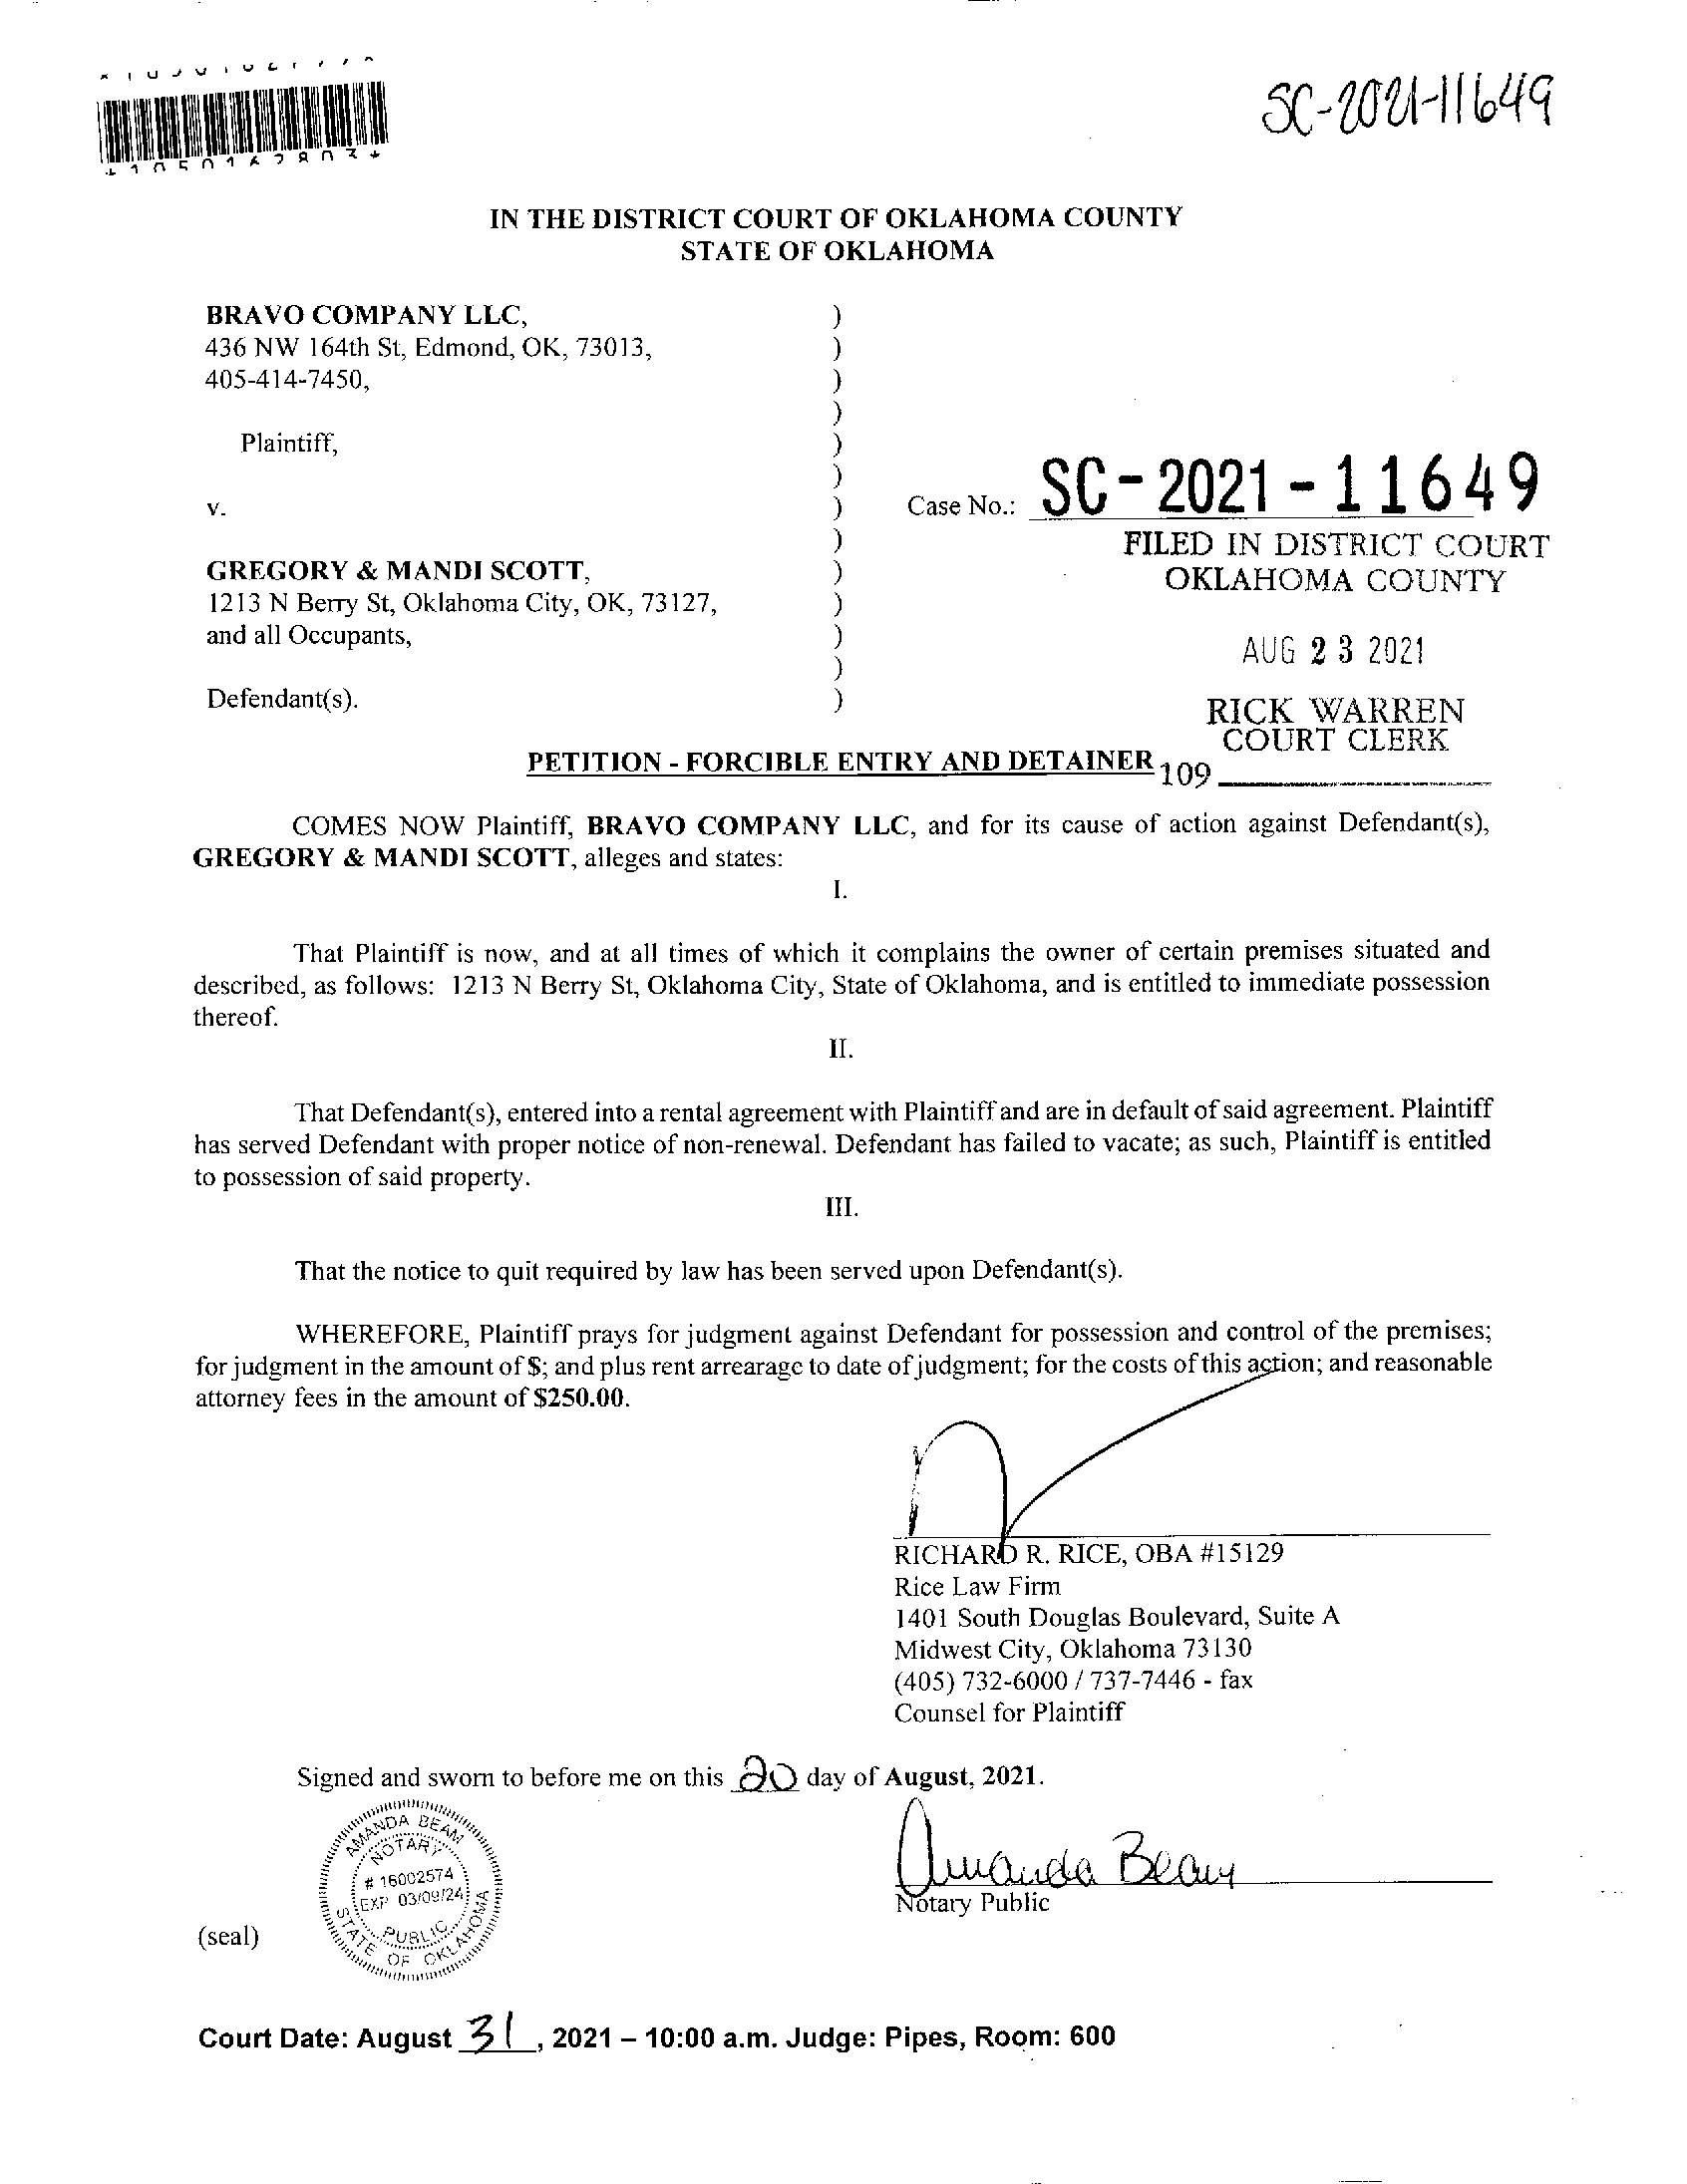 SC-2021-11649
IN THE DISTRICT COURT OF OKLAHOMA COUNTY
STATE OF OKLAHOMA
BRAVO COMPANY LLC, )
436 NW 164th St, Edmond, OK, 73013, )
405-414-7450, )
)
Plaintiff, )
)
v. ) Case No.: SC-2021-11649
) FILED IN DISTRICT COURT
GREGORY & MANDI SCOTT, ) OKLAHOMA COUNTY
1213 N Berry St, Oklahoma City, OK, 73127, )
and all Occupants, ) AUG 23 2021
)
Defendant(s). ) RICK WARREN
COURT CLERK
PETITION - FORCIBLE ENTRY AND DETAINER 109
COMES NOW Plaintiff, BRAVO COMPANY LLC, and for its cause of action against Defendant(s),
GREGORY & MANDI SCOTT, alleges and states:
I.
That Plaintiff is now, and at all times of which it complains the owner of certain premises situated and
described, as follows: 1213 N Berry St, Oklahoma City, State of Oklahoma, and is entitled to immediate possession
thereof.
II.
That Defendant(s), entered into a rental agreement with Plaintiff and are in default of said agreement. Plaintiff
has served Defendant with proper notice of non-renewal. Defendant has failed to vacate; as such, Plaintiff is entitled
to possession of said property.
III.
That the notice to quit required by law has been served upon Defendant(s).
WHEREFORE, Plaintiff prays for judgment against Defendant for possession and control of the premises;
for judgment in the amount of $; and plus rent arrearage to date of judgment; for the costs of this action; and reasonable
attorney fees in the amount of $250.00.
RICHARD R. RICE, OBA #15129
Rice Law Firm
1401 South Douglas Boulevard, Suite A
Midwest City, Oklahoma 73130
(405) 732-6000 / 737-7446 - fax
Counsel for Plaintiff
Signed and sworn to before me on this 20 day of August, 2021.
AMANDA BEAM
NOTARY
# 16002574
EXP 03/09/24
PUBLIC
STATE OF OKLAHOMA
Amanda Beam
Notary Public
(seal)
Court Date: August 31, 2021 – 10:00 a.m. Judge: Pipes, Room: 600